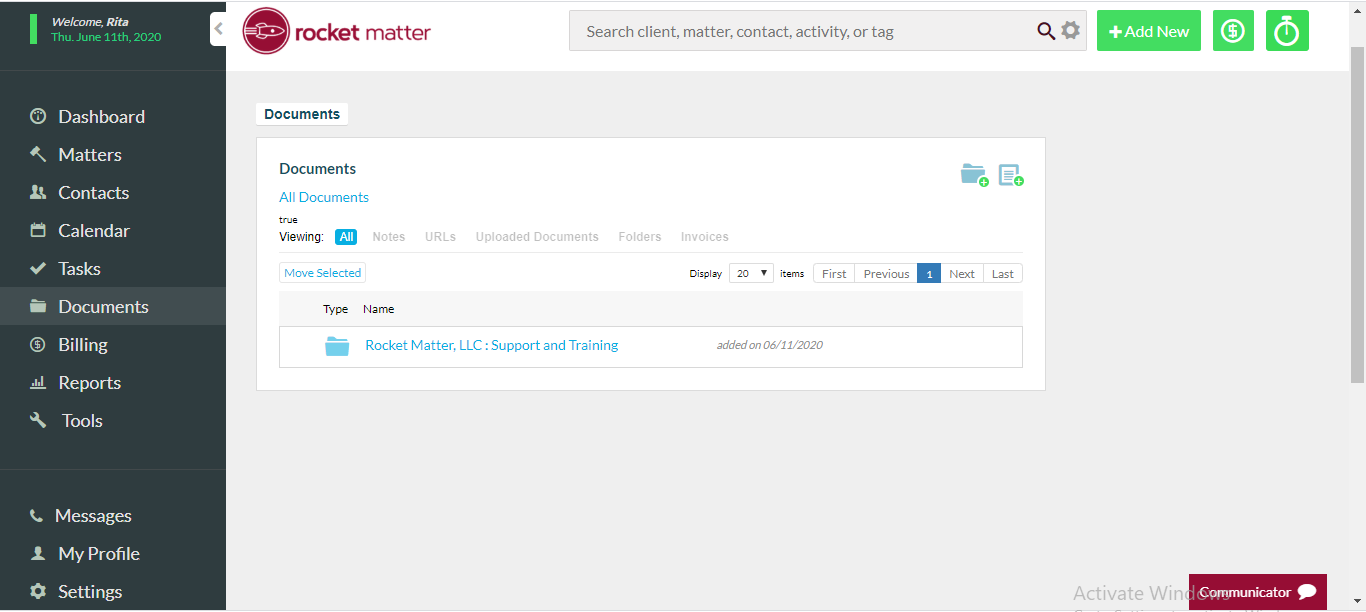 Welcome, Rita
Thu. June 11th, 2020
rocket matter
Search client, matter, contact, activity, or tag
Add New
Dashboard
Matters
Contacts
Calendar
Tasks
Documents
Billing
Reports
Tools
Messages
My Profile
Settings
Documents
Documents
All Documents
true
Viewing: All Notes URLs Uploaded Documents Folders Invoices
Move Selected Display 20 items First Previous 1 Next Last
Type Name
Rocket Matter, LLC : Support and Training added on 06/11/2020
Activate Windows
Communicator